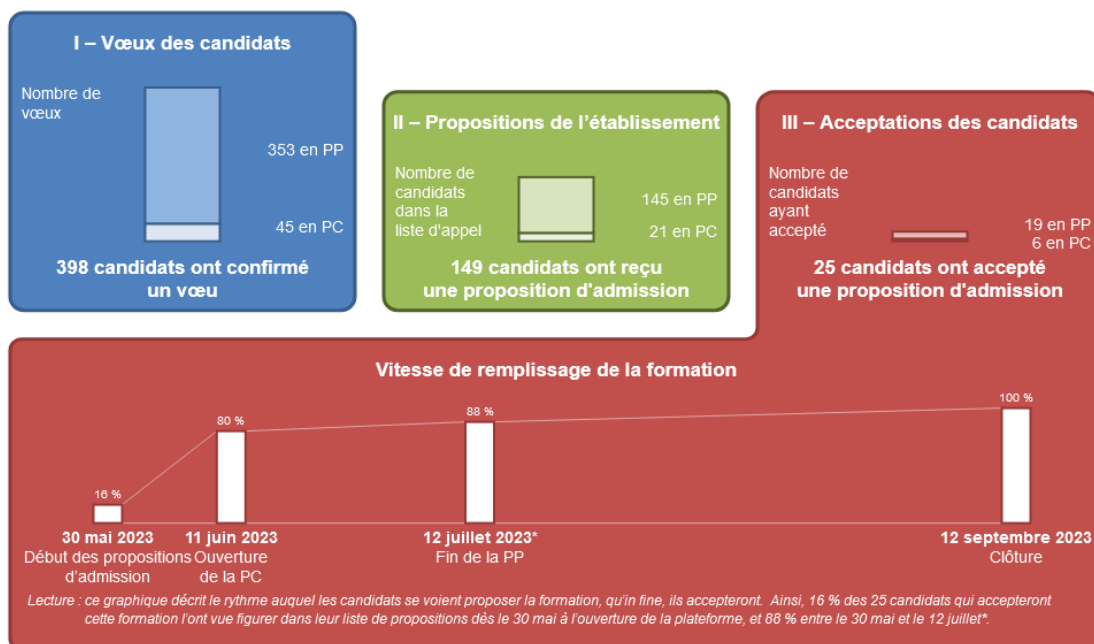 I – Vœux des candidats
Nombre de
vœux
353 en PP
45 en PC
398 candidats ont confirmé
un vœu
II – Propositions de l'établissement
Nombre de
candidats
dans la
liste d'appel
145 en PP
21 en PC
149 candidats ont reçu
une proposition d'admission
III – Acceptations des candidats
Nombre de
candidats
ayant
accepté
19 en PP
6 en PC
25 candidats ont accepté
une proposition d'admission
Vitesse de remplissage de la formation
16 %
80 %
88 %
100 %
30 mai 2023
Début des propositions
d'admission
11 juin 2023
Ouverture
de la PC
12 juillet 2023*
Fin de la PP
12 septembre 2023
Clôture
Lecture : ce graphique décrit le rythme auquel les candidats se voient proposer la formation, qu'in fine, ils accepteront. Ainsi, 16 % des 25 candidats qui accepteront
cette formation l'ont vue figurer dans leur liste de propositions dès le 30 mai à l'ouverture de la plateforme, et 88 % entre le 30 mai et le 12 juillet*.